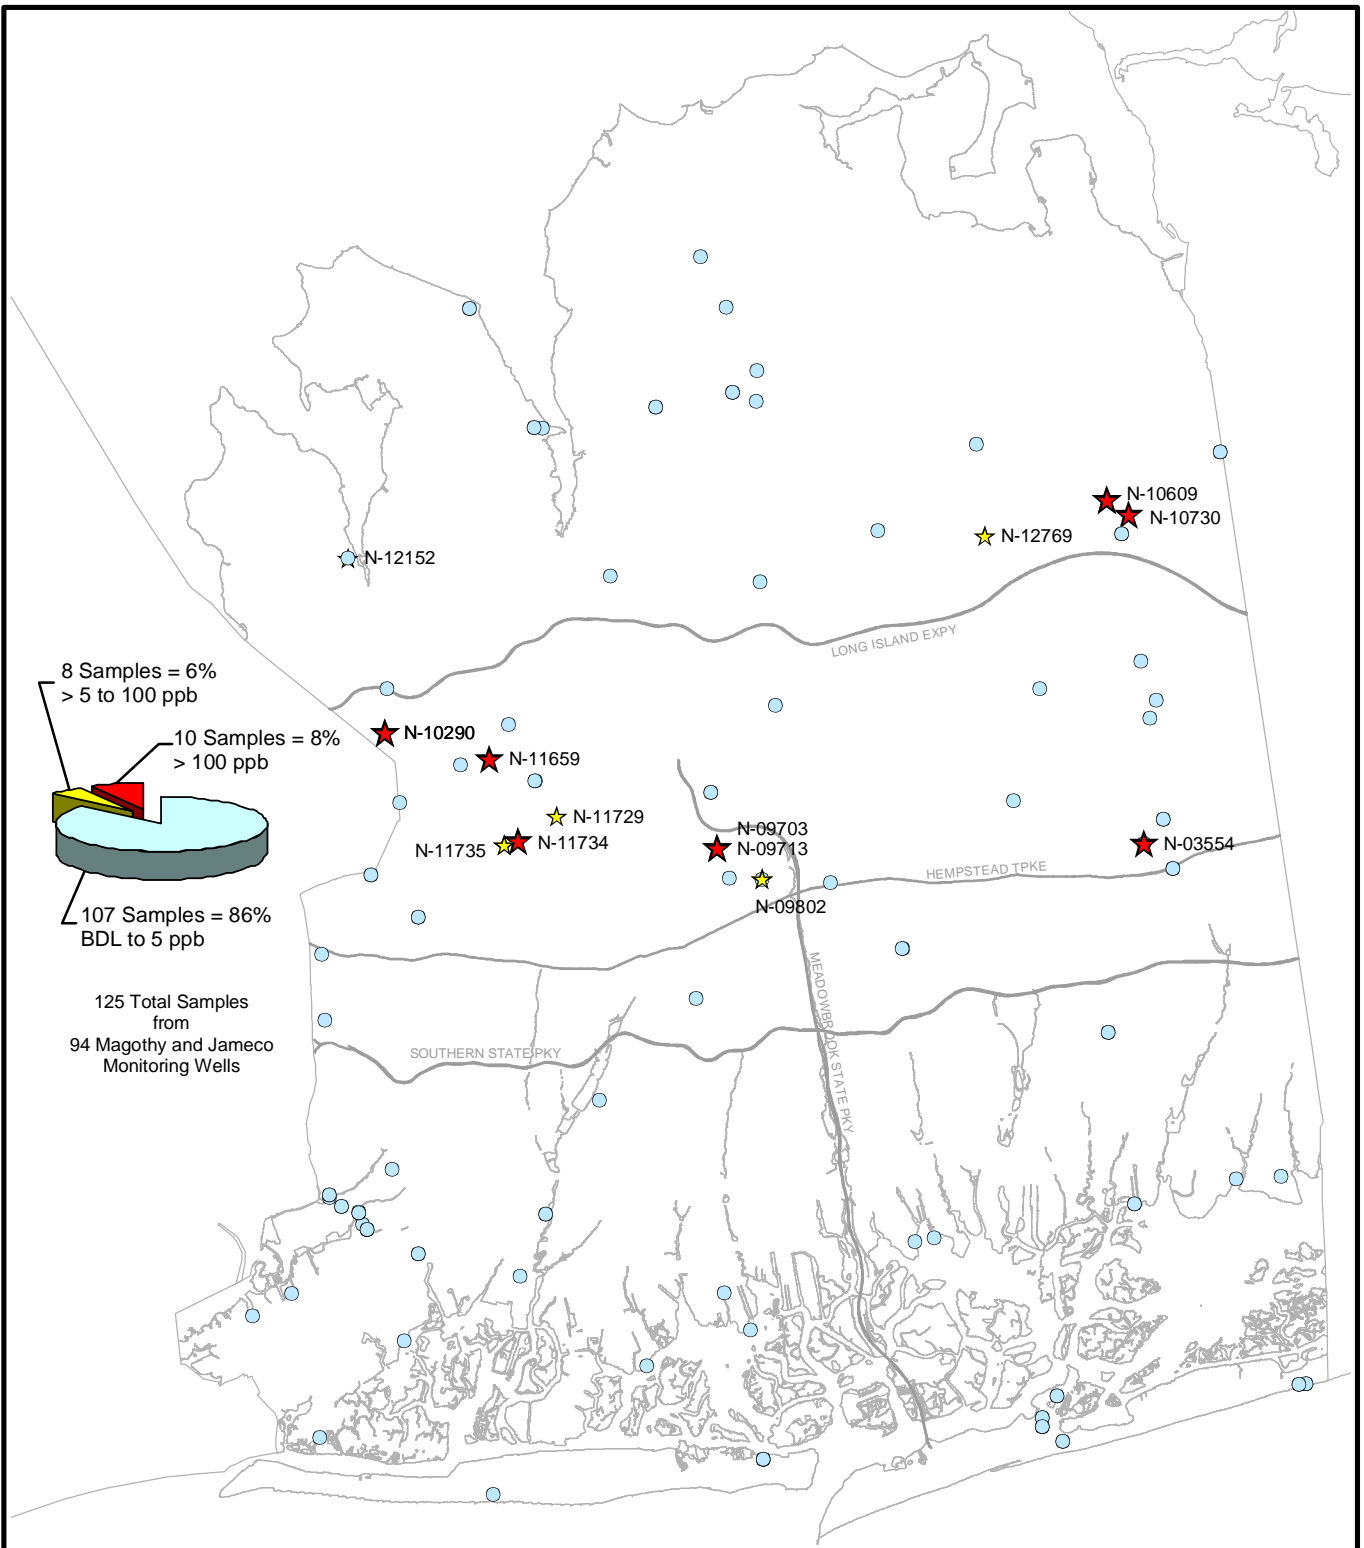 N-10609
N-10730
N-12769
N-12152
LONG ISLAND EXPY
8 Samples = 6%
> 5 to 100 ppb
10 Samples = 8%
> 100 ppb
N-10290
N-11659
N-11729
N-11735
N-11734
N-09703
N-09713
N-03554
HEMPSTEAD TPKE
N-09802
107 Samples = 86%
BDL to 5 ppb
MEADOWBROOK STATE PKY
125 Total Samples
from
94 Magothy and Jameco
Monitoring Wells
SOUTHERN STATE PKY